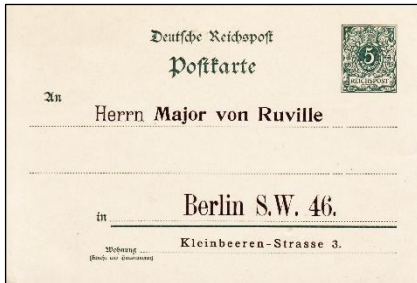 Deutsche Reichspost
Postkarte
5
REICHSPOST
An
Herrn Major von Ruville
in Berlin S.W. 46.
Kleinbeeren-Strasse 3.
Wohnung